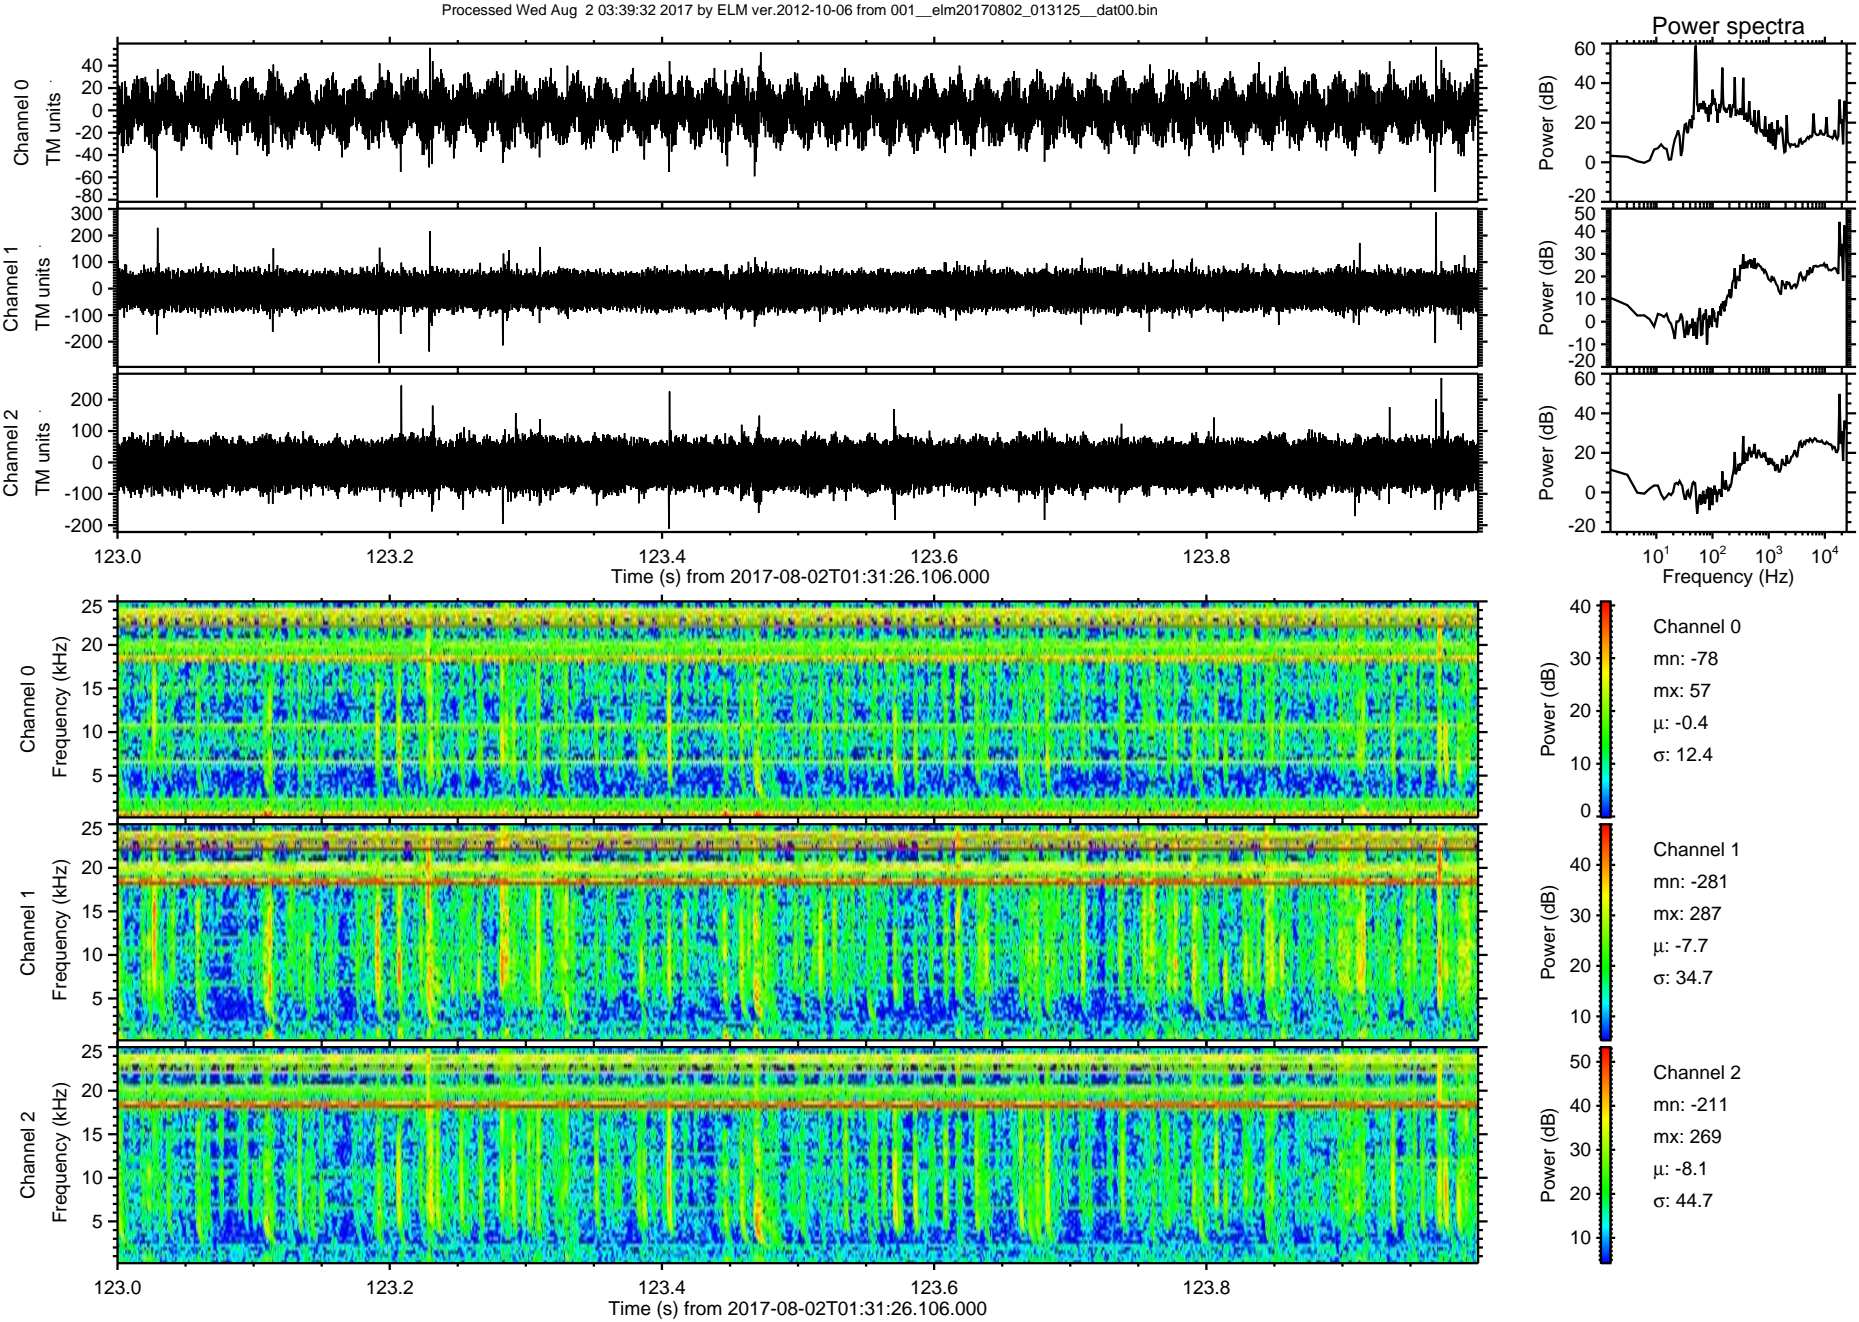 Processed Wed Aug  2 03:39:32 2017 by ELM ver.2012-10-06 from 001__elm20170802_013125__dat00.bin
Power spectra
Channel 0
TM units
40
20
0
-20
-40
-60
-80
Power (dB)
60
40
20
0
-20
Channel 1
TM units
300
200
100
0
-100
-200
Power (dB)
50
40
30
20
10
0
-10
-20
Channel 2
TM units
200
100
0
-100
-200
Power (dB)
60
40
20
0
-20
123.0 123.2 123.4 123.6 123.8
Time (s) from 2017-08-02T01:31:26.106.000
10¹ 10² 10³ 10⁴
Frequency (Hz)
Channel 0
Frequency (kHz)
25
20
15
10
5
Power (dB)
40
30
20
10
0
Channel 0
mn: -78
mx: 57
μ: -0.4
σ: 12.4
Channel 1
Frequency (kHz)
25
20
15
10
5
Power (dB)
40
30
20
10
Channel 1
mn: -281
mx: 287
μ: -7.7
σ: 34.7
Channel 2
Frequency (kHz)
25
20
15
10
5
Power (dB)
50
40
30
20
10
Channel 2
mn: -211
mx: 269
μ: -8.1
σ: 44.7
123.0 123.2 123.4 123.6 123.8
Time (s) from 2017-08-02T01:31:26.106.000